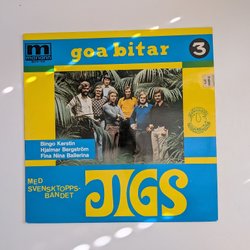 m
goa bitar
3
Bingo Kerstin
Hjalmar Bergström
Fina Nina Ballerina
MED
SVENSKTOPPS-
BANDET
JIGS